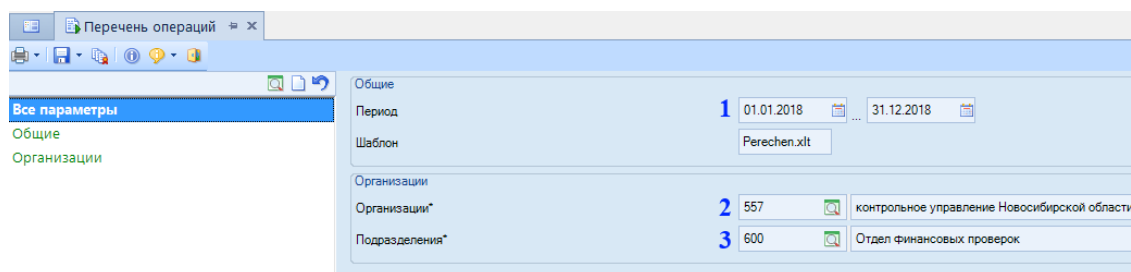 Перечень операций
Все параметры
Общие
Организации
Общие
Период 1 01.01.2018 ... 31.12.2018
Шаблон Perechen.xlt
Организации
Организации* 2 557 контрольное управление Новосибирской области
Подразделения* 3 600 Отдел финансовых проверок